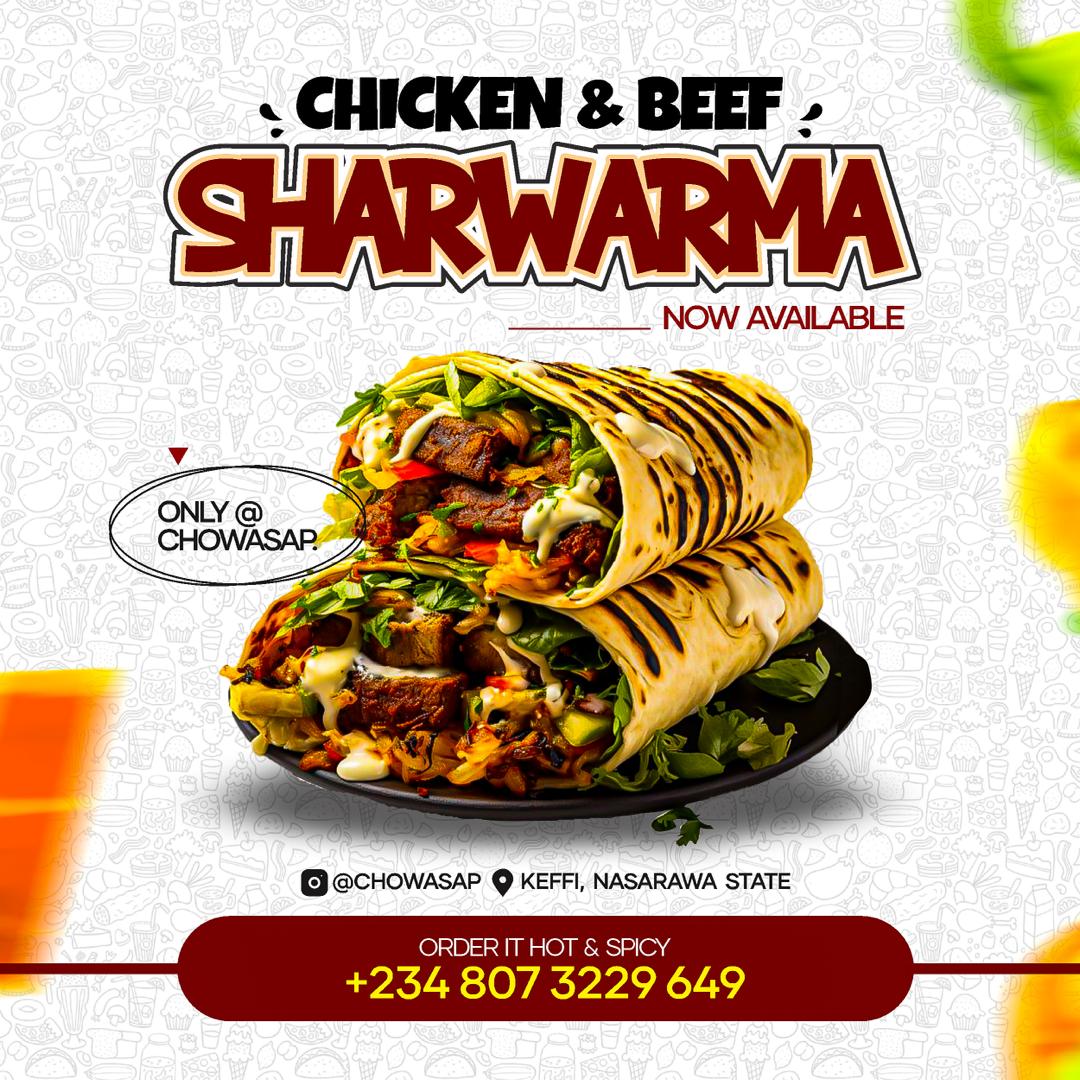 CHICKEN & BEEF
SHARWARMA
NOW AVAILABLE
ONLY @
CHOWASAP.
@CHOWASAP KEFFI, NASARAWA STATE
ORDER IT HOT & SPICY
+234 807 3229 649